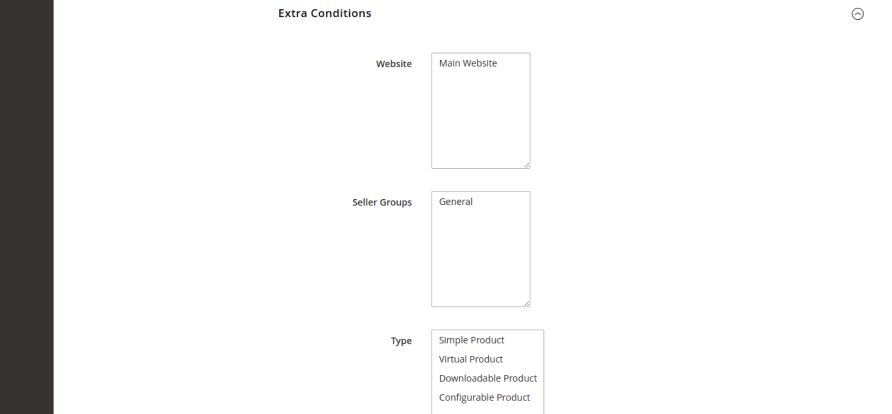 Extra Conditions
Website
Main Website
Seller Groups
General
Type
Simple Product
Virtual Product
Downloadable Product
Configurable Product